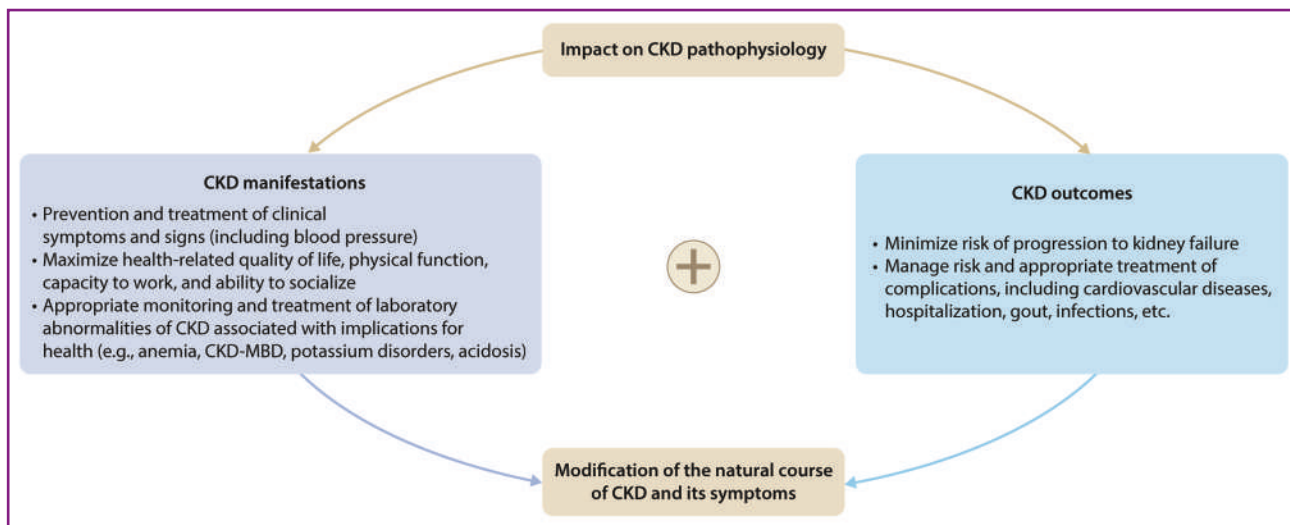 Impact on CKD pathophysiology
CKD manifestations
• Prevention and treatment of clinical
symptoms and signs (including blood pressure)
• Maximize health-related quality of life, physical function,
capacity to work, and ability to socialize
• Appropriate monitoring and treatment of laboratory
abnormalities of CKD associated with implications for
health (e.g., anemia, CKD-MBD, potassium disorders, acidosis)
CKD outcomes
• Minimize risk of progression to kidney failure
• Manage risk and appropriate treatment of
complications, including cardiovascular diseases,
hospitalization, gout, infections, etc.
Modification of the natural course
of CKD and its symptoms